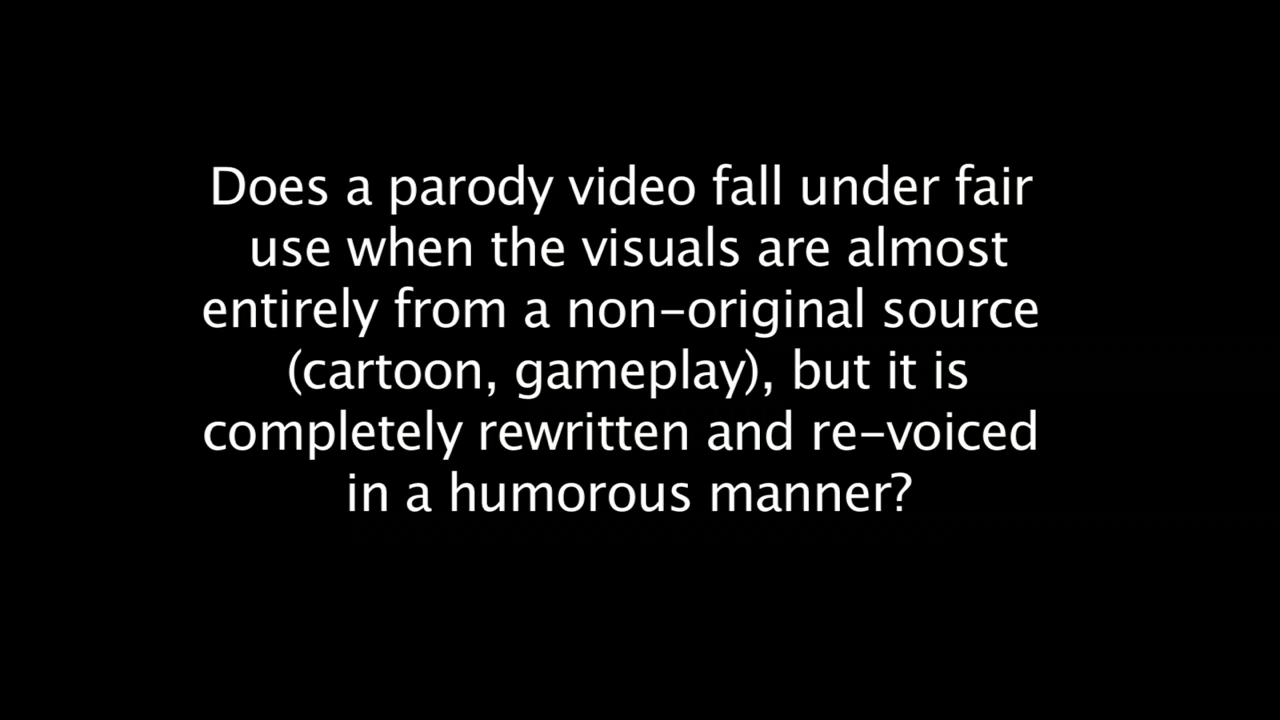 Does a parody video fall under fair
use when the visuals are almost
entirely from a non-original source
(cartoon, gameplay), but it is
completely rewritten and re-voiced
in a humorous manner?